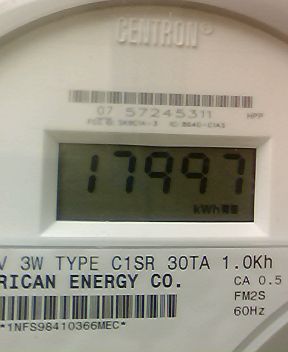 CENTRON®
07 57245311 HPP
17997
kWh
V 3W TYPE C1SR 30TA 1.0Kh
RICAN ENERGY CO. CA 0.5
FM2S
*1NFS98410366MEC* 60Hz